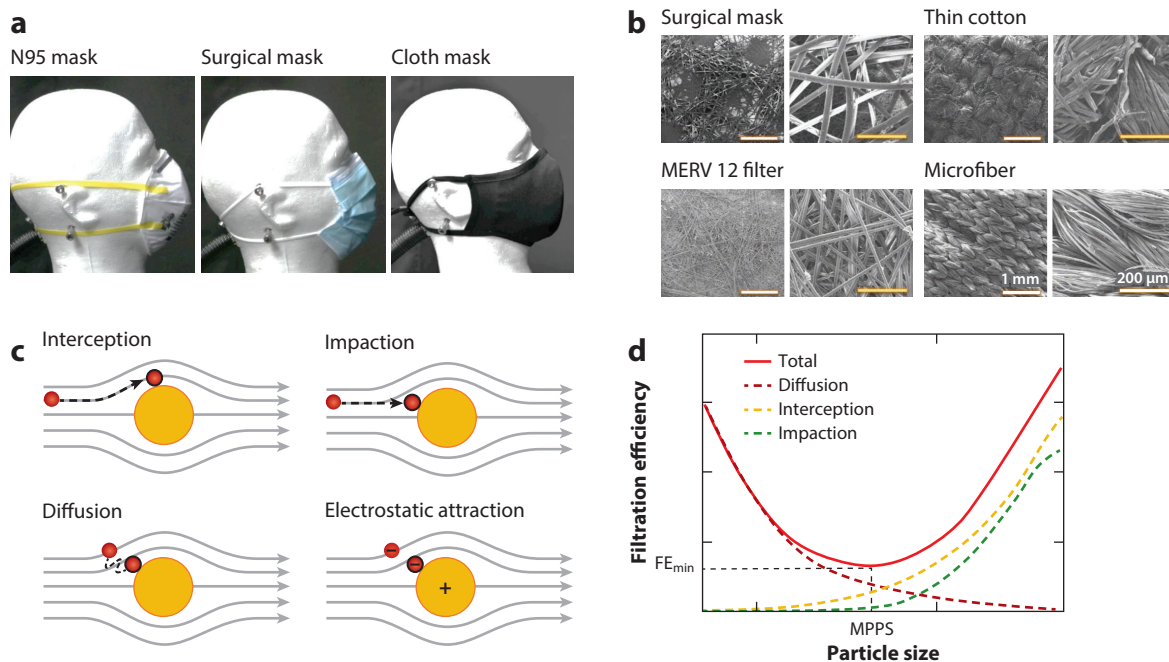 a
N95 mask
Surgical mask
Cloth mask
b
Surgical mask
Thin cotton
MERV 12 filter
Microfiber
1 mm
200 μm
c
Interception
Impaction
Diffusion
Electrostatic attraction
−
−
+
d
Total
Diffusion
Interception
Impaction
Filtration efficiency
FEmin
MPPS
Particle size